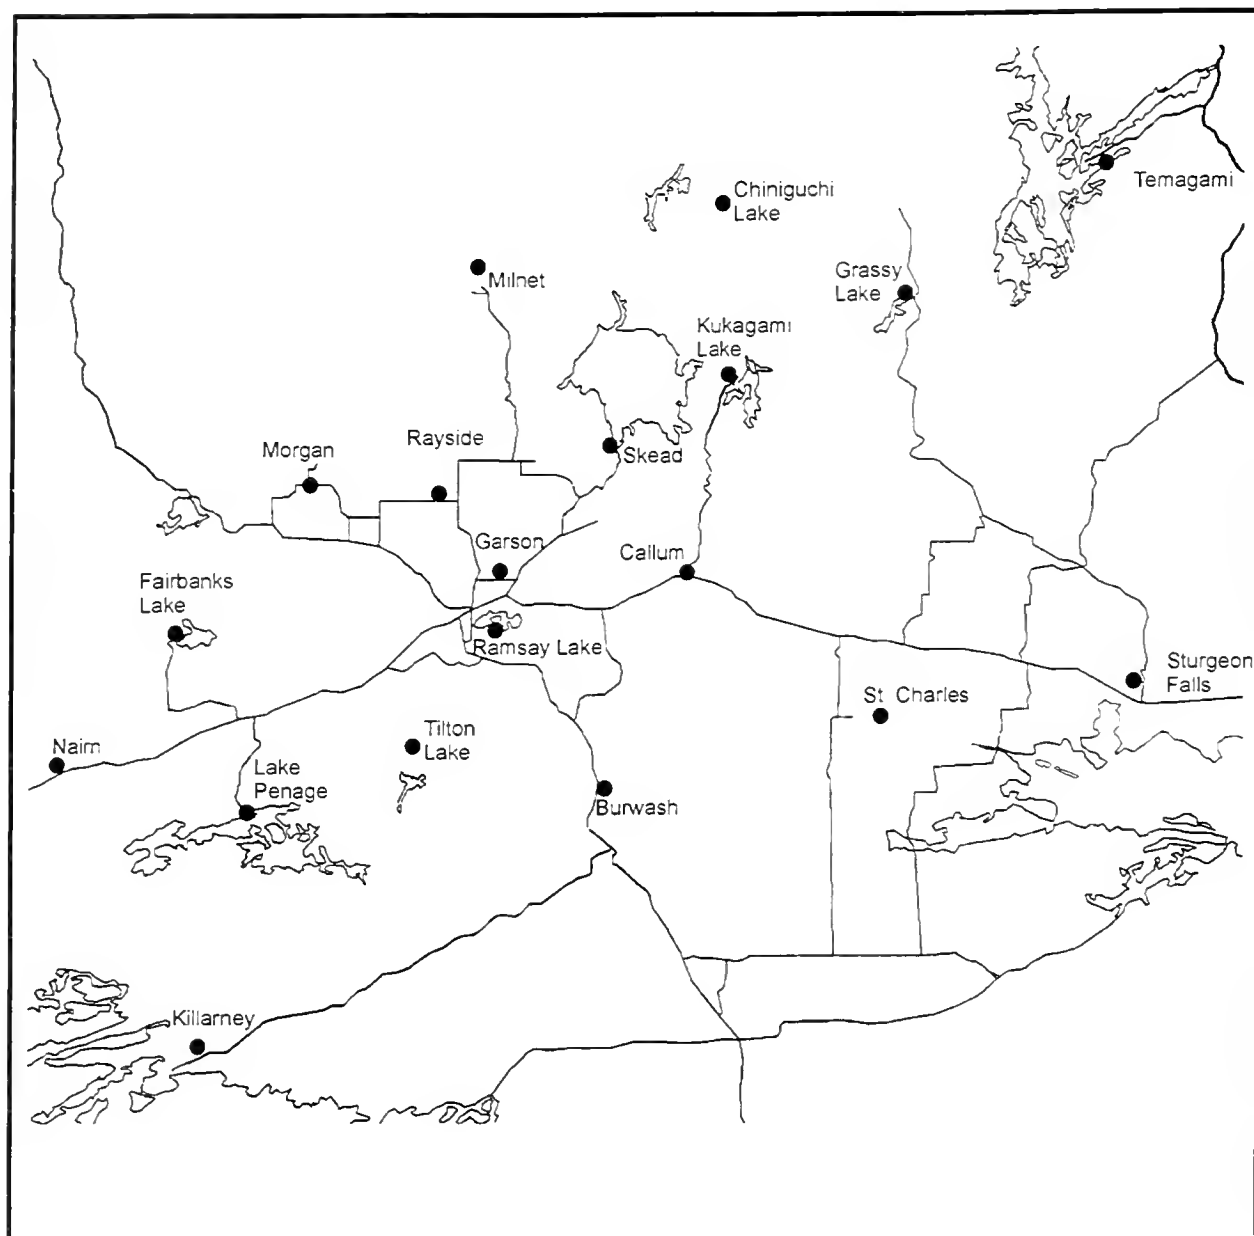 Temagami
Chiniguchi
Lake
Grassy
Lake
Milnet
Kukagami
Lake
Rayside
Morgan
Skead
Garson
Callum
Fairbanks
Lake
Ramsay Lake
Sturgeon
Falls
St Charles
Tilton
Lake
Nairn
Lake
Penage
Burwash
Killarney